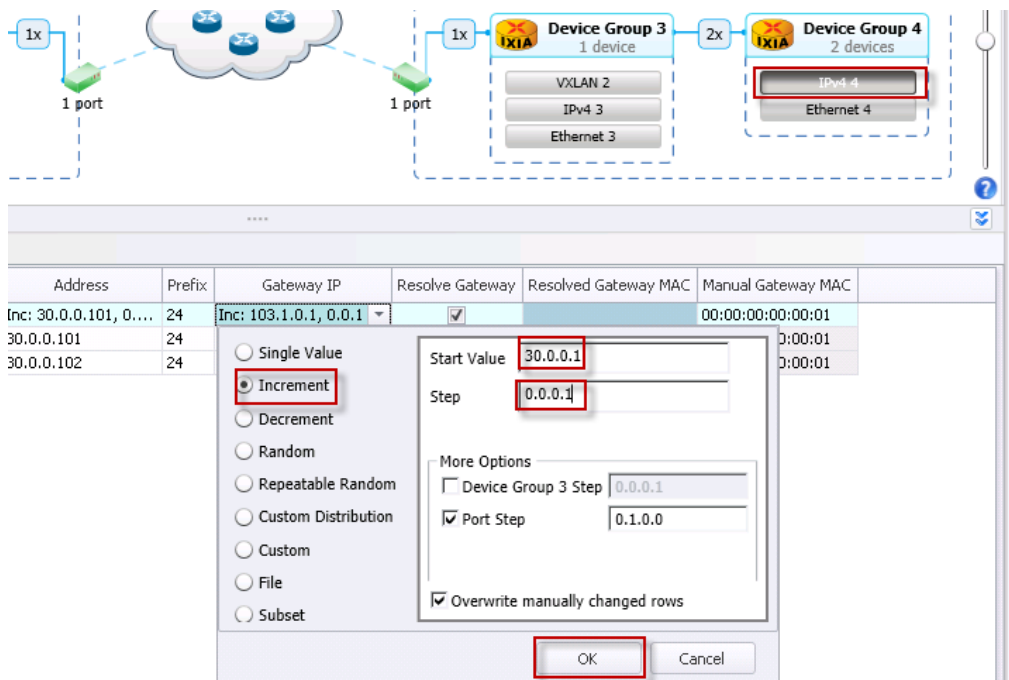 1x
1 port
1 port
1x
IXIA
Device Group 3
1 device
VXLAN 2
IPv4 3
Ethernet 3
2x
IXIA
Device Group 4
2 devices
IPv4 4
Ethernet 4
?
Address Prefix Gateway IP Resolve Gateway Resolved Gateway MAC Manual Gateway MAC
Inc: 30.0.0.101, 0.... 24 Inc: 103.1.0.1, 0.0.1 00:00:00:00:00:01
30.0.0.101 24 0:00:01
30.0.0.102 24 0:00:01
Single Value
Increment
Decrement
Random
Repeatable Random
Custom Distribution
Custom
File
Subset
Start Value 30.0.0.1
Step 0.0.0.1
More Options
Device Group 3 Step 0.0.0.1
Port Step 0.1.0.0
Overwrite manually changed rows
OK Cancel